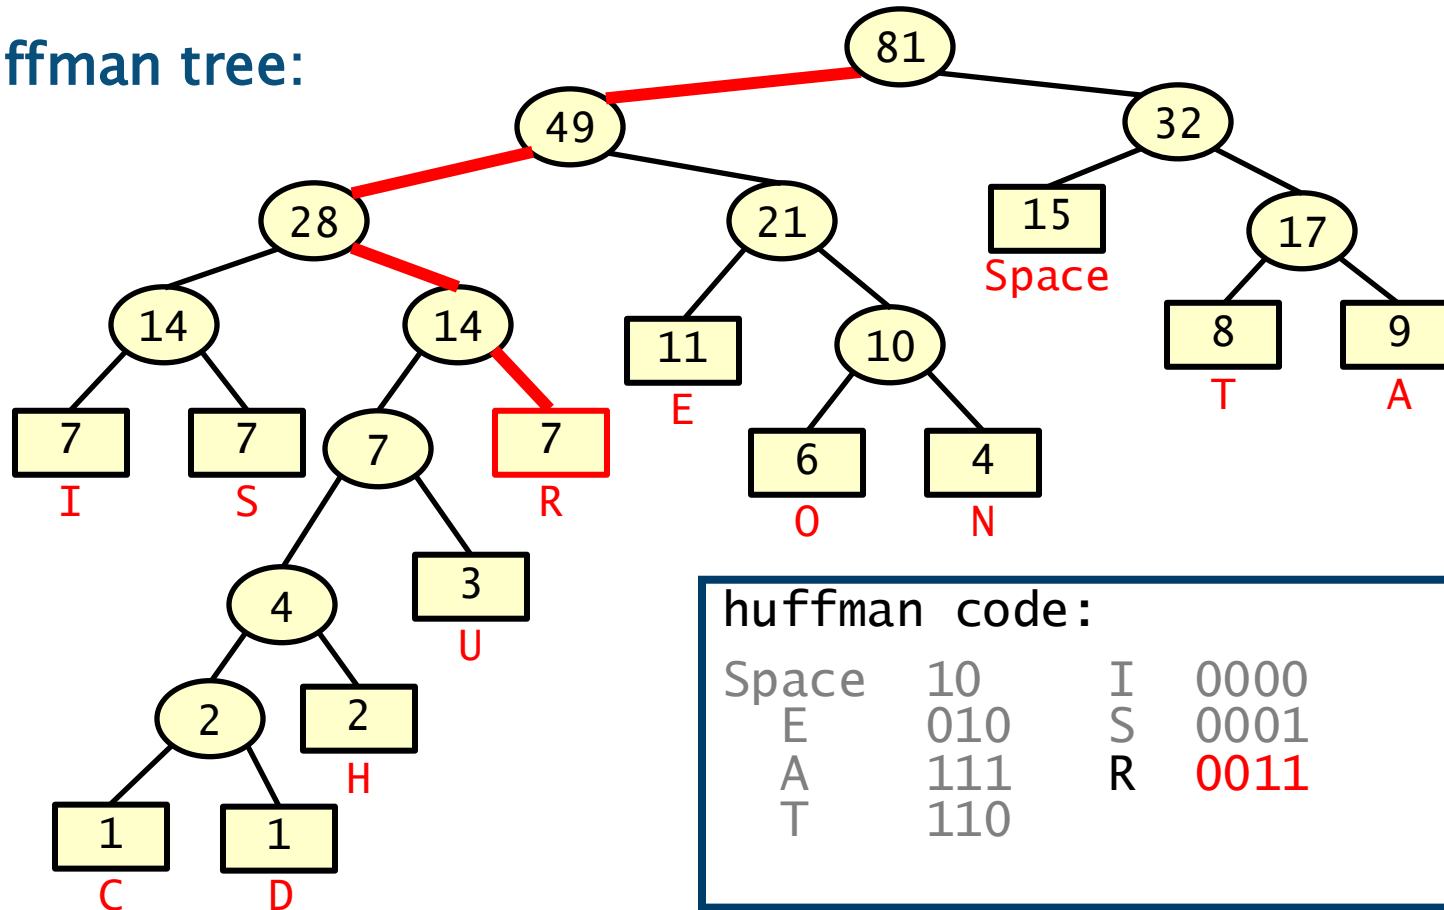 ffman tree:
81
49 32
28 21 15 17
Space
14 14 11 10 8 9
E T A
7 7 7 7 6 4
I S R O N
4 3
U
2 2
H
1 1
C D
huffman code:
Space 10 I 0000
E 010 S 0001
A 111 R 0011
T 110